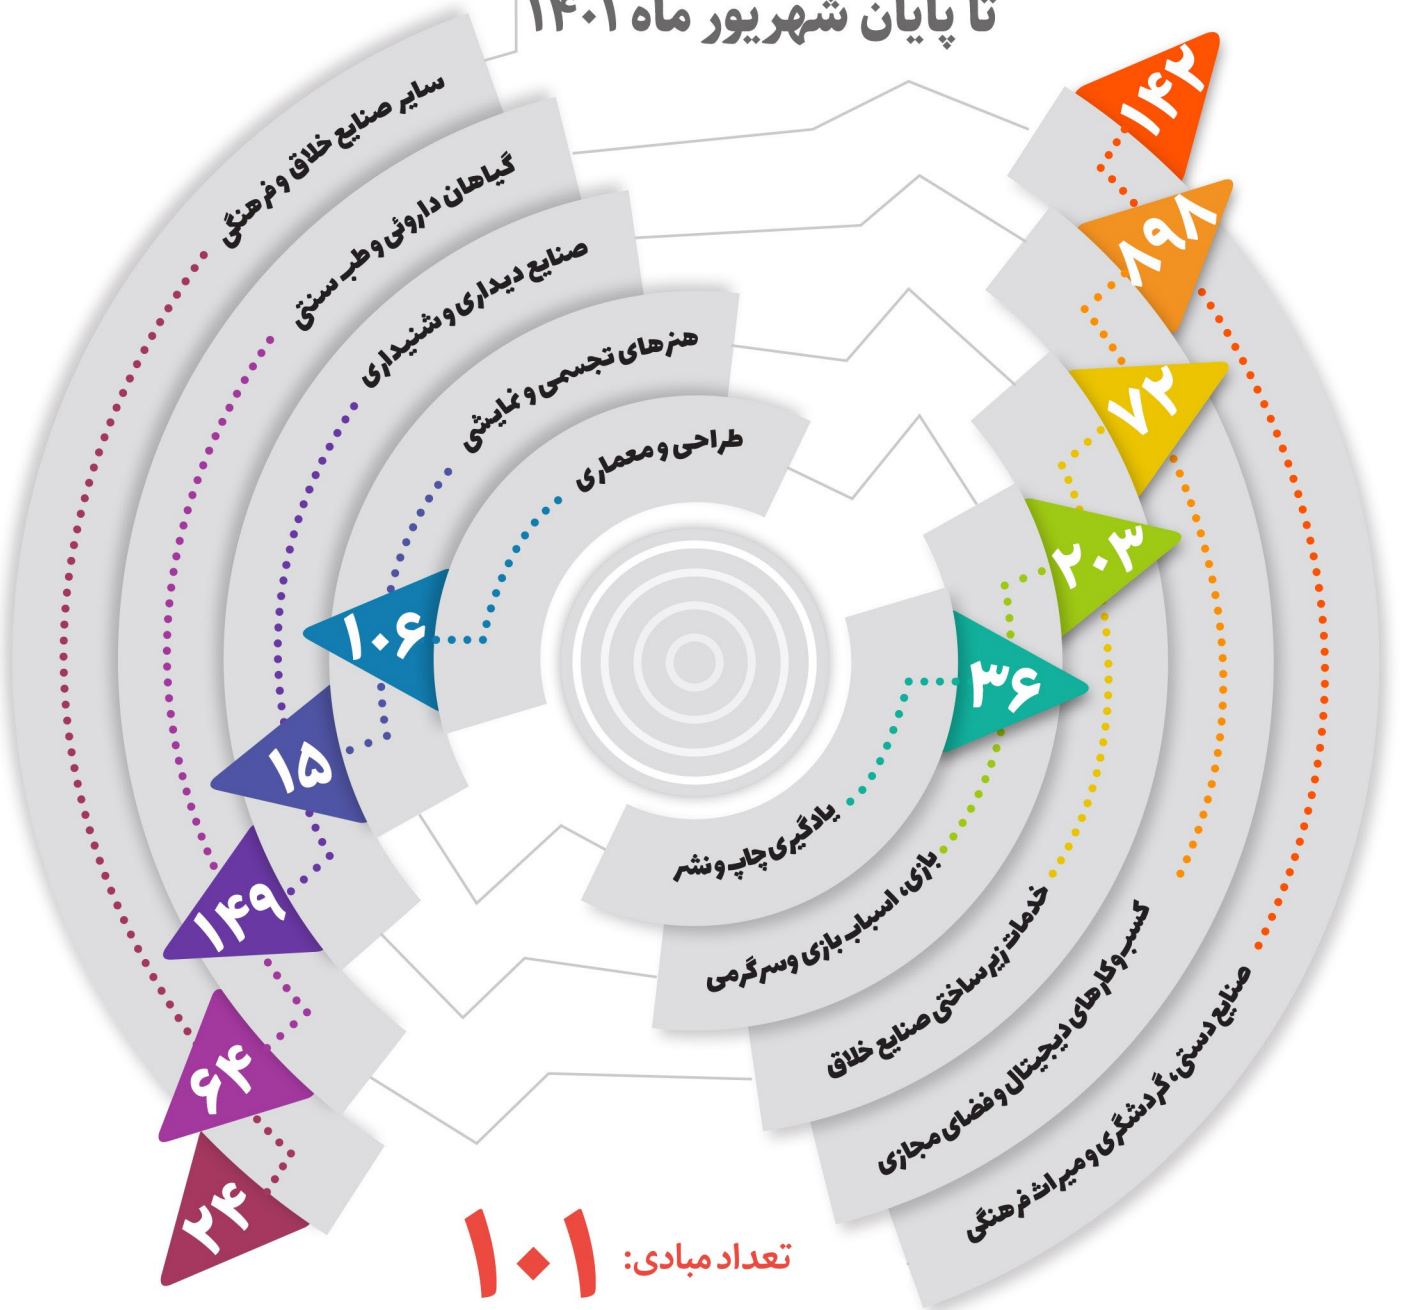 تا پایان شهریور ماه ۱۴۰۱
سایر صنایع خلاق و فرهنگی
گیاهان داروئی و طب سنتی
صنایع دیداری و شنیداری
هنرهای تجسمی و نمایشی
طراحی و معماری
۱۴۲
۸۹۸
۷۲
۲۰۳
۳۶
۱۰۶
۱۵
۱۴۹
۶۴
۲۴
یادگیری چاپ و نشر
بازی، اسباب بازی و سرگرمی
خدمات زیرساختی صنایع خلاق
کسب و کارهای دیجیتال و فضای مجازی
صنایع دستی، گردشگری و میراث فرهنگی
تعداد مبادی: ۱۰۱